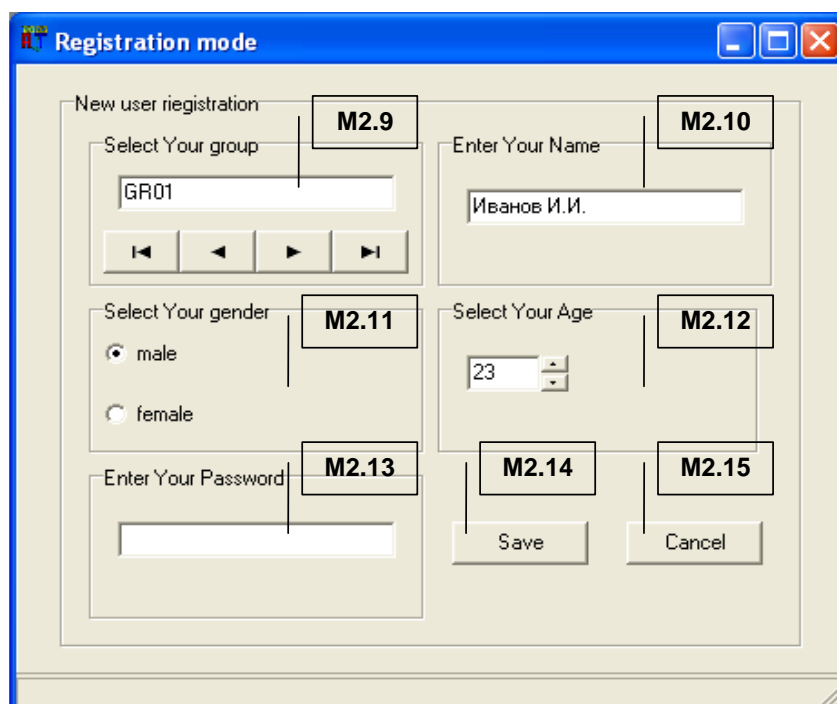 Registration mode
New user riegistration
M2.9
M2.10
Select Your group
Enter Your Name
GR01
Иванов И.И.
Select Your gender
M2.11
Select Your Age
M2.12
male
23
female
M2.13
M2.14
M2.15
Enter Your Password
Save
Cancel